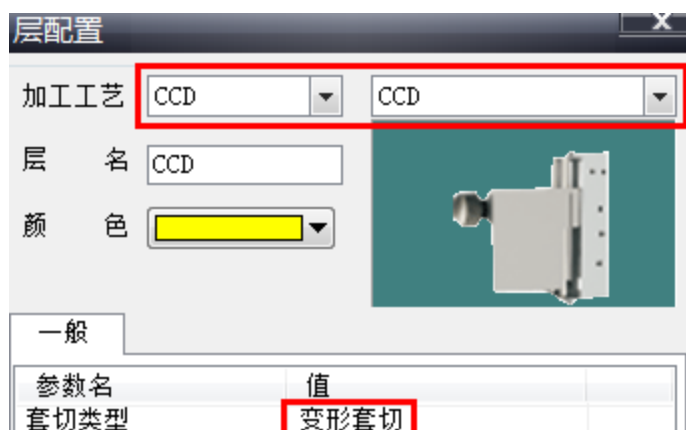 层配置 X
加工工艺 CCD CCD
层 名 CCD
颜 色
一般
参数名 值
套切类型 变形套切